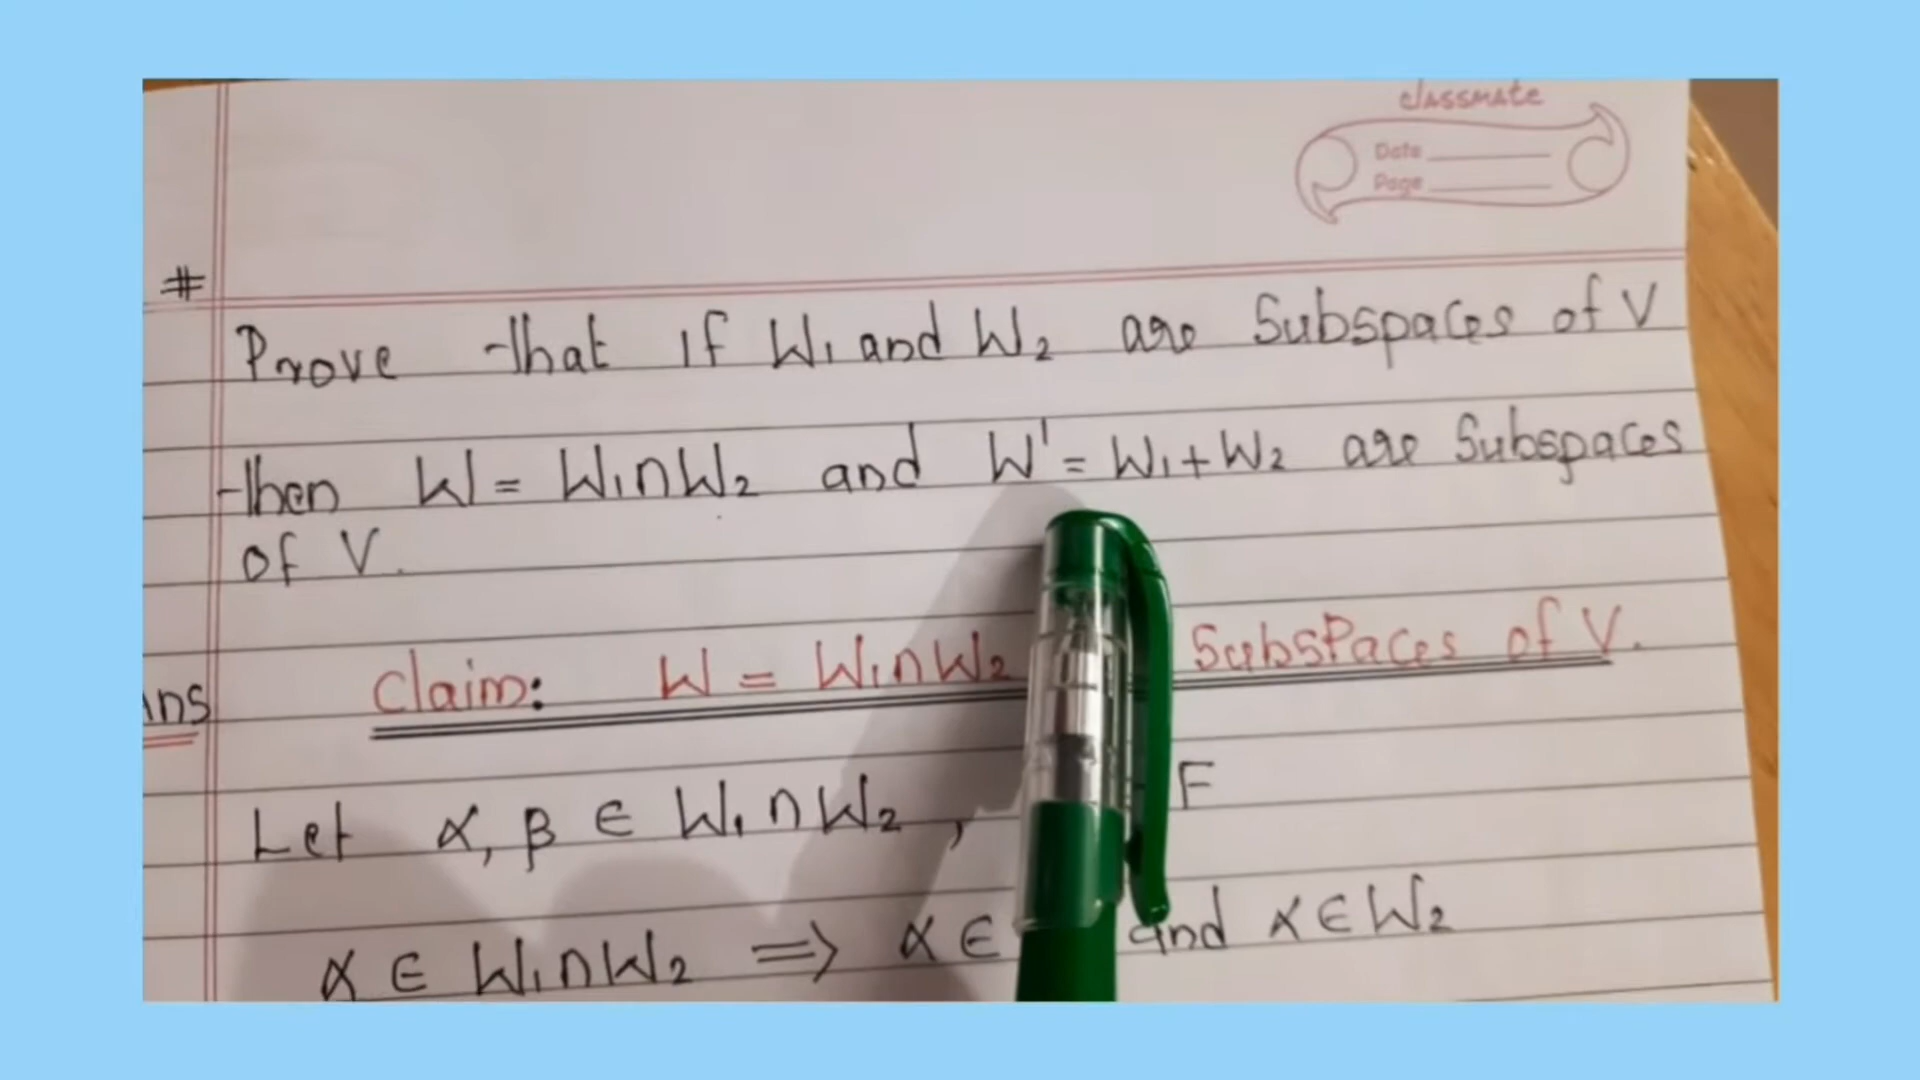 classmate
Date
Page
#
Prove that if W₁ and W₂ are Subspaces of V
then W = W₁∩W₂ and W' = W₁+W₂ are Subspaces
of V.
Ans Claim: W = W₁∩W₂ SubsPaces of V.
Let α, β ∈ W₁∩W₂, F
α ∈ W₁∩W₂ ⇒ α ∈ and α ∈ W₂